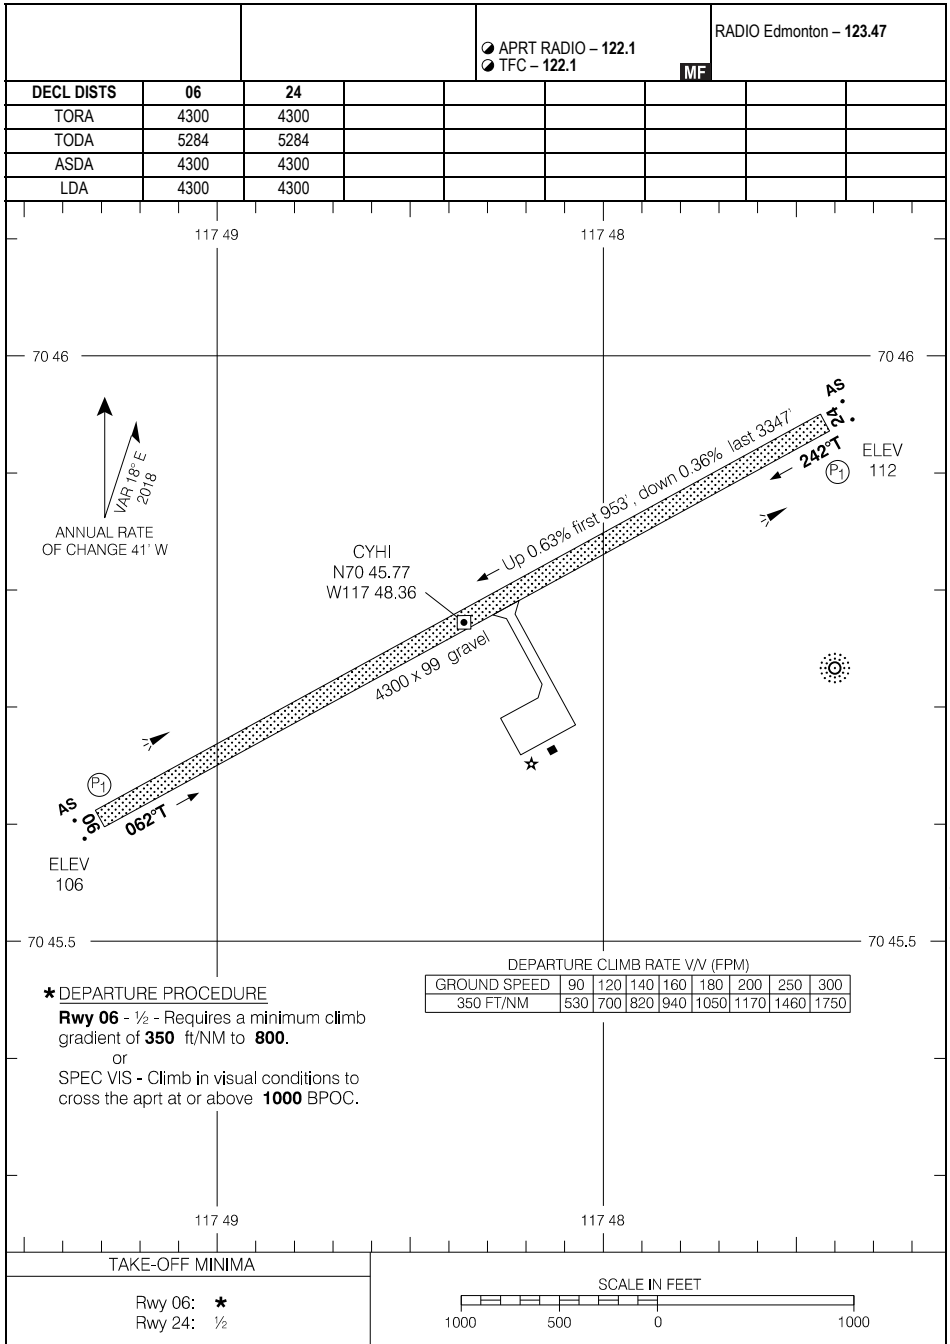 APRT RADIO – 122.1
TFC – 122.1
MF
RADIO Edmonton – 123.47
DECL DISTS 06 24
TORA 4300 4300
TODA 5284 5284
ASDA 4300 4300
LDA 4300 4300
117 49 117 48
70 46 70 46
VAR 18° E
2018
ANNUAL RATE
OF CHANGE 41' W
AS
24
242°T
P1
ELEV
112
Up 0.63% first 953', down 0.36% last 3347'
CYHI
N70 45.77
W117 48.36
4300 x 99 gravel
P1
AS
06
062°T
ELEV
106
70 45.5 70 45.5
DEPARTURE CLIMB RATE V/V (FPM)
GROUND SPEED 90 120 140 160 180 200 250 300
350 FT/NM 530 700 820 940 1050 1170 1460 1750
* DEPARTURE PROCEDURE
Rwy 06 - ½ - Requires a minimum climb
gradient of 350 ft/NM to 800.
or
SPEC VIS - Climb in visual conditions to
cross the aprt at or above 1000 BPOC.
117 49 117 48
TAKE-OFF MINIMA
Rwy 06: *
Rwy 24: ½
SCALE IN FEET
1000 500 0 1000